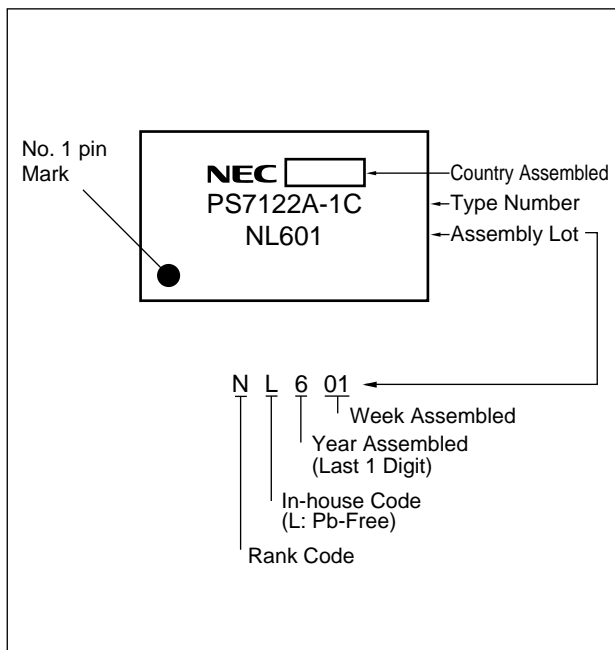 No. 1 pin
Mark
NEC
Country Assembled
PS7122A-1C
Type Number
NL601
Assembly Lot
N L 6 01
Week Assembled
Year Assembled
(Last 1 Digit)
In-house Code
(L: Pb-Free)
Rank Code